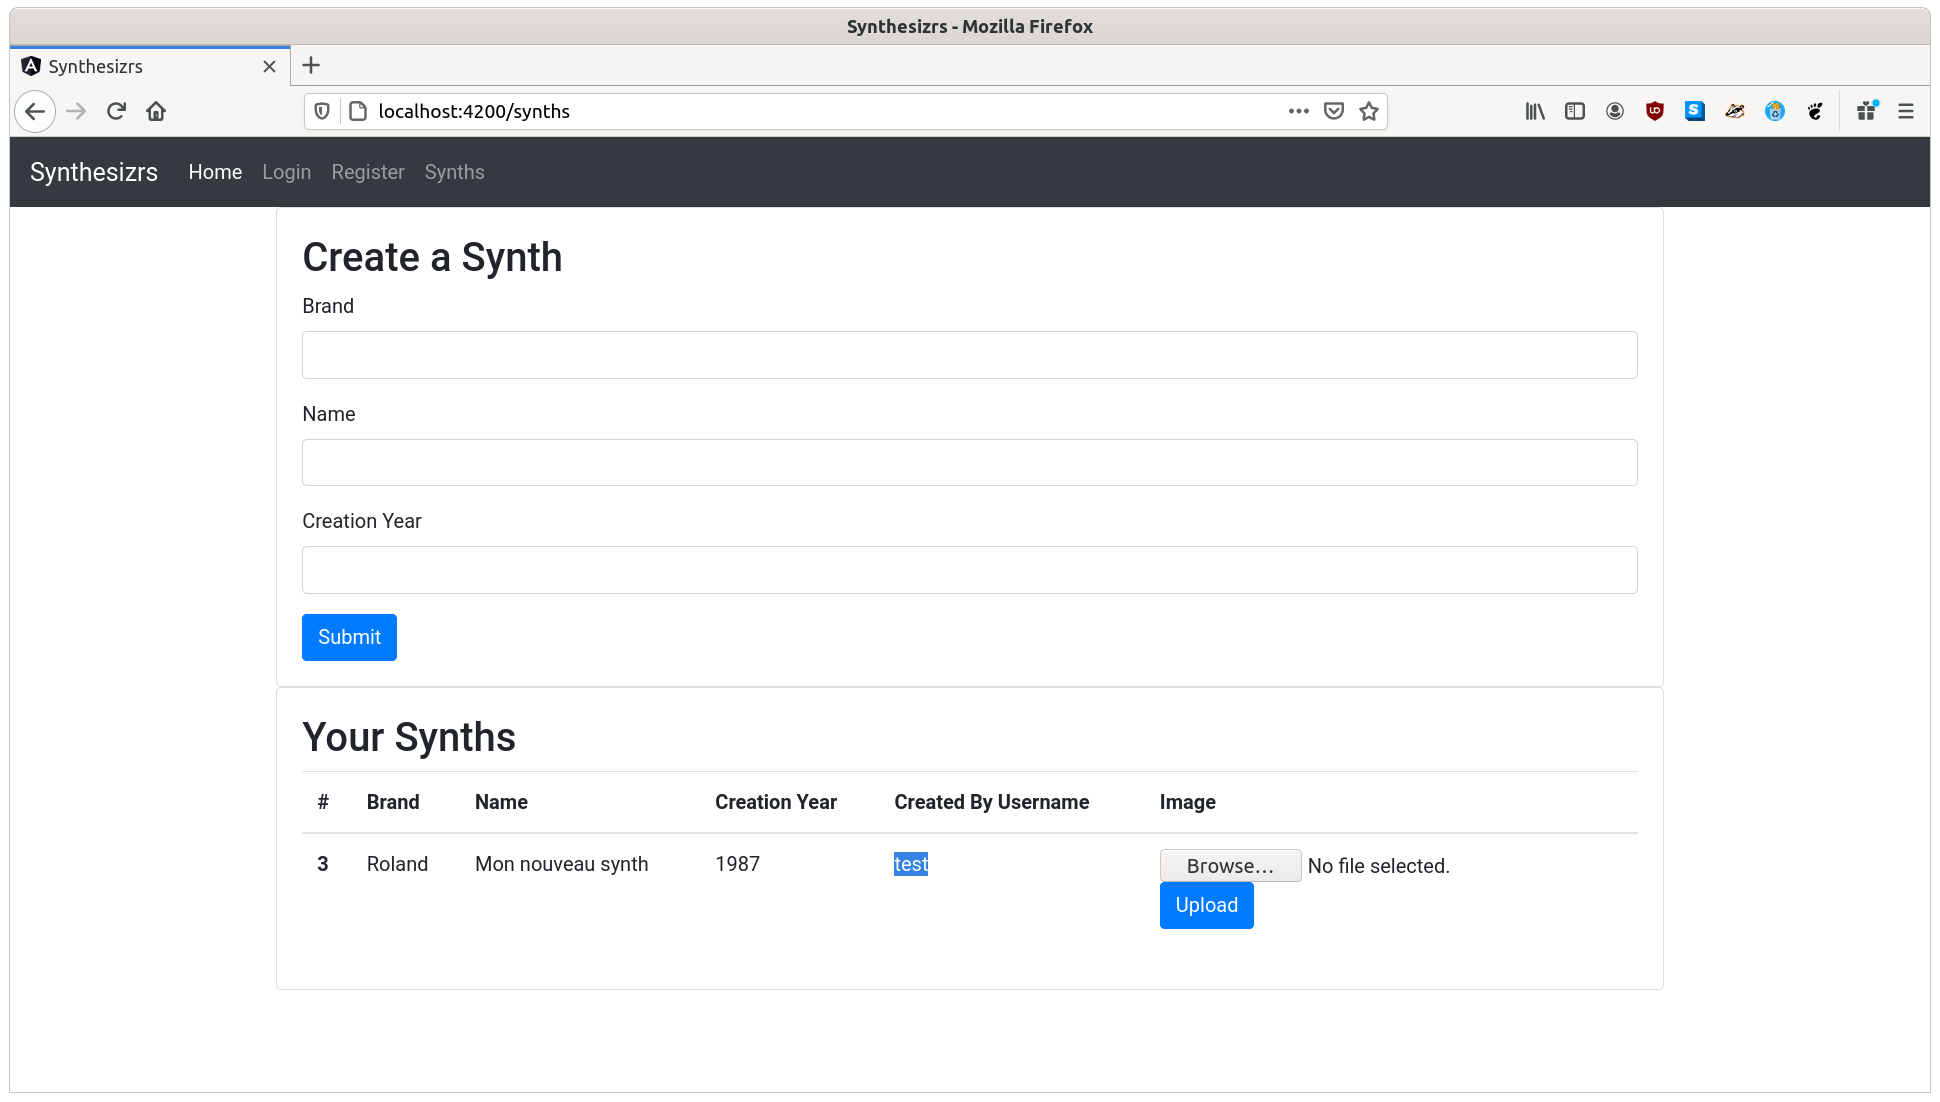 Synthesizrs - Mozilla Firefox
Synthesizrs
localhost:4200/synths
Synthesizrs Home Login Register Synths
Create a Synth
Brand
Name
Creation Year
Submit
Your Synths
# Brand Name Creation Year Created By Username Image
3 Roland Mon nouveau synth 1987 test Browse... No file selected.
Upload